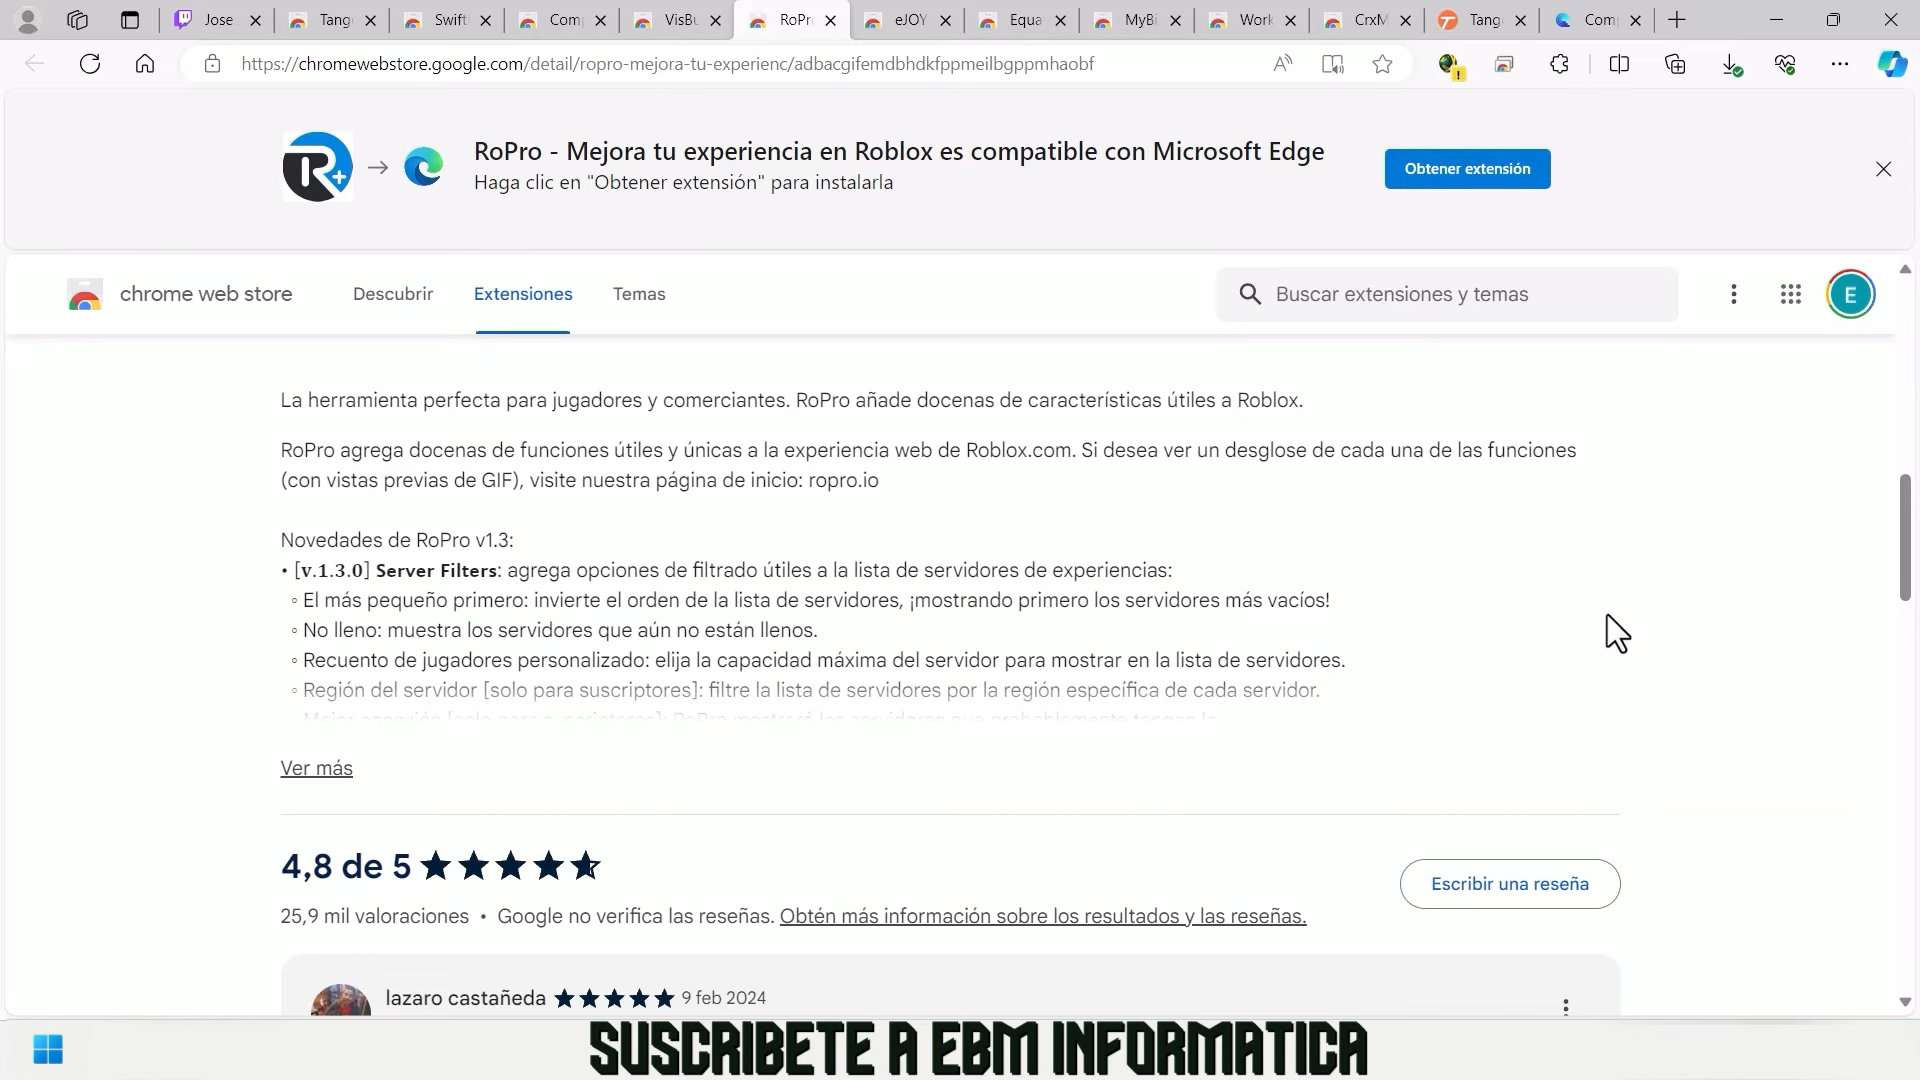 Jose
Tang
Swift
Com
VisBu
RoPr
eJOY
Equa
MyBi
Work
CrxM
Tang
Com
https://chromewebstore.google.com/detail/ropro-mejora-tu-experienc/adbacgifemdbhdkfppmeilbgppmhaobf
RoPro - Mejora tu experiencia en Roblox es compatible con Microsoft Edge
Haga clic en "Obtener extensión" para instalarla
Obtener extensión
chrome web store
Descubrir
Extensiones
Temas
Buscar extensiones y temas
E
La herramienta perfecta para jugadores y comerciantes. RoPro añade docenas de características útiles a Roblox.
RoPro agrega docenas de funciones útiles y únicas a la experiencia web de Roblox.com. Si desea ver un desglose de cada una de las funciones
(con vistas previas de GIF), visite nuestra página de inicio: ropro.io
Novedades de RoPro v1.3:
• [v.1.3.0] Server Filters: agrega opciones de filtrado útiles a la lista de servidores de experiencias:
◦ El más pequeño primero: invierte el orden de la lista de servidores, ¡mostrando primero los servidores más vacíos!
◦ No lleno: muestra los servidores que aún no están llenos.
◦ Recuento de jugadores personalizado: elija la capacidad máxima del servidor para mostrar en la lista de servidores.
◦ Región del servidor [solo para suscriptores]: filtre la lista de servidores por la región específica de cada servidor.
Ver más
4,8 de 5
Escribir una reseña
25,9 mil valoraciones • Google no verifica las reseñas. Obtén más información sobre los resultados y las reseñas.
lazaro castañeda
9 feb 2024
SUSCRIBETE A EBM INFORMATICA